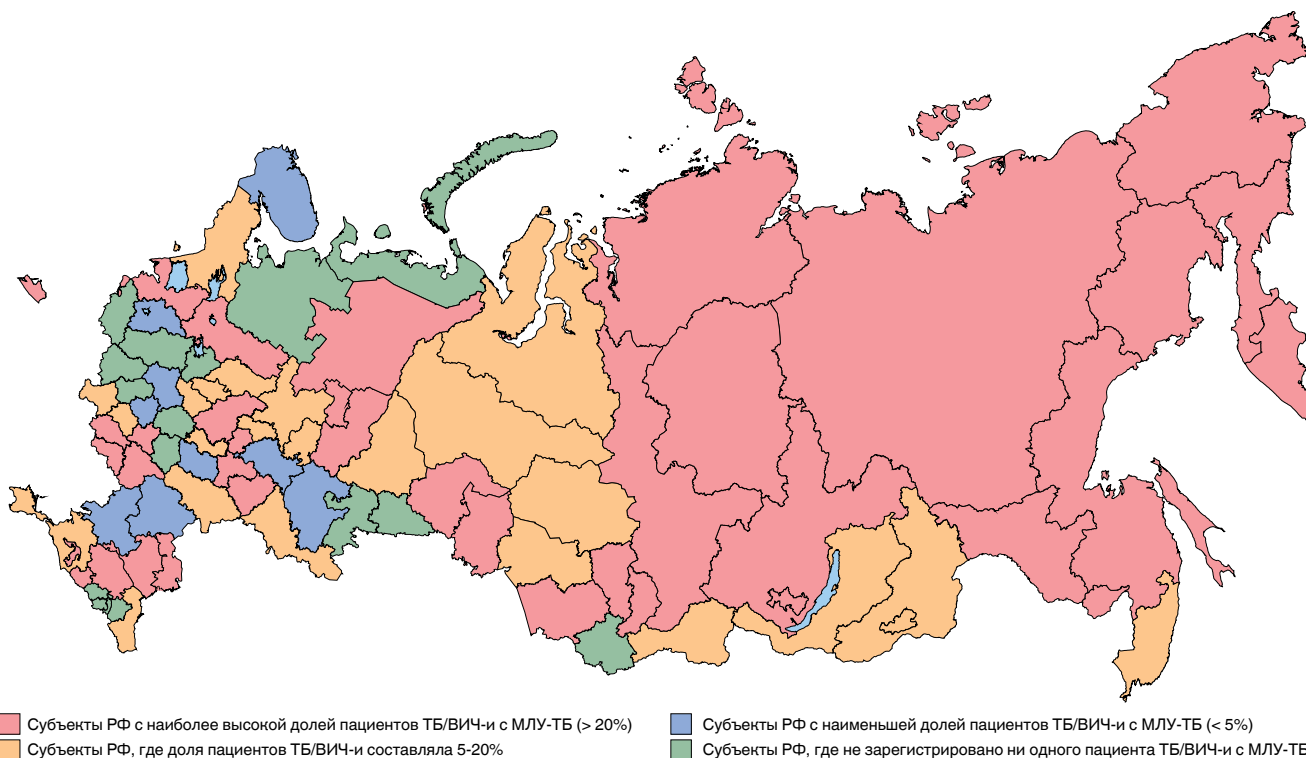 Субъекты РФ с наиболее высокой долей пациентов ТБ/ВИЧ-и с МЛУ-ТБ (> 20%)
Субъекты РФ, где доля пациентов ТБ/ВИЧ-и составляла 5-20%
Субъекты РФ с наименьшей долей пациентов ТБ/ВИЧ-и с МЛУ-ТБ (< 5%)
Субъекты РФ, где не зарегистрировано ни одного пациента ТБ/ВИЧ-и с МЛУ-ТБ